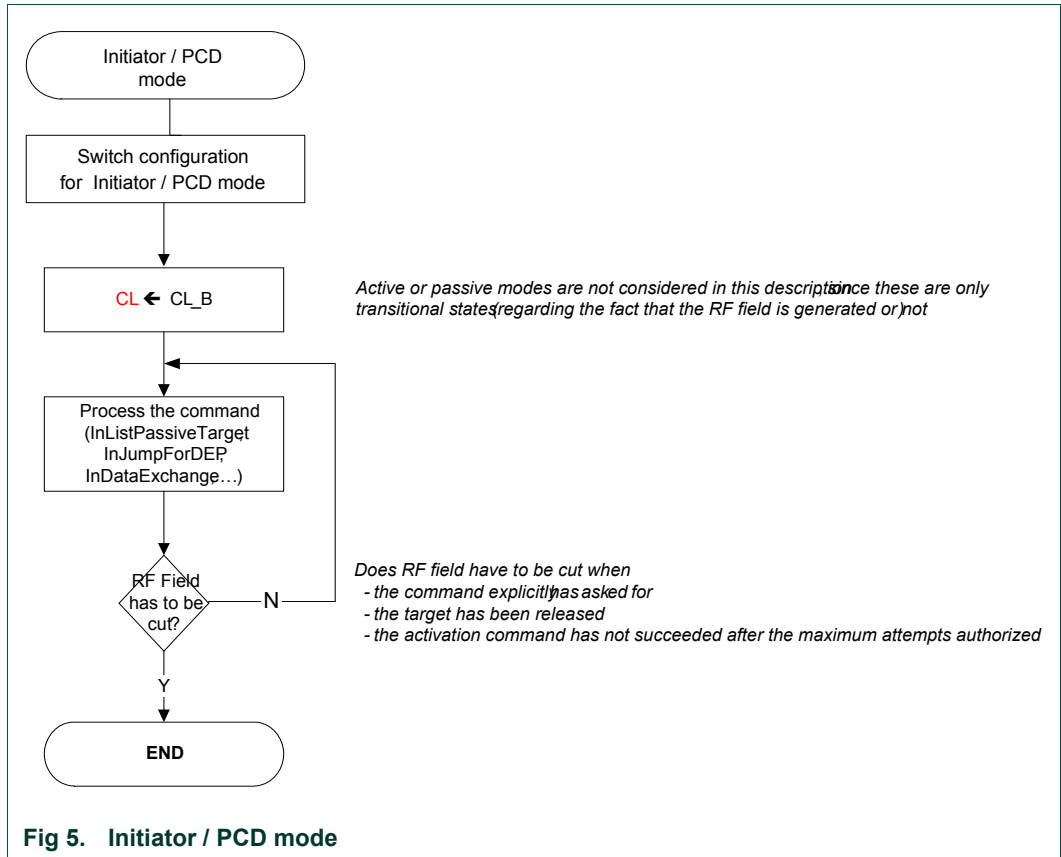 Initiator / PCD
mode
Switch configuration
for Initiator / PCD mode
CL ← CL_B
Active or passive modes are not considered in this description, since these are only
transitional states (regarding the fact that the RF field is generated or not)
Process the command
(InListPassiveTarget,
InJumpForDEP,
InDataExchange,…)
RF Field
has to be
cut?
N
Does RF field have to be cut when
- the command explicitly has asked for
- the target has been released
- the activation command has not succeeded after the maximum attempts authorized
Y
END
Fig 5. Initiator / PCD mode